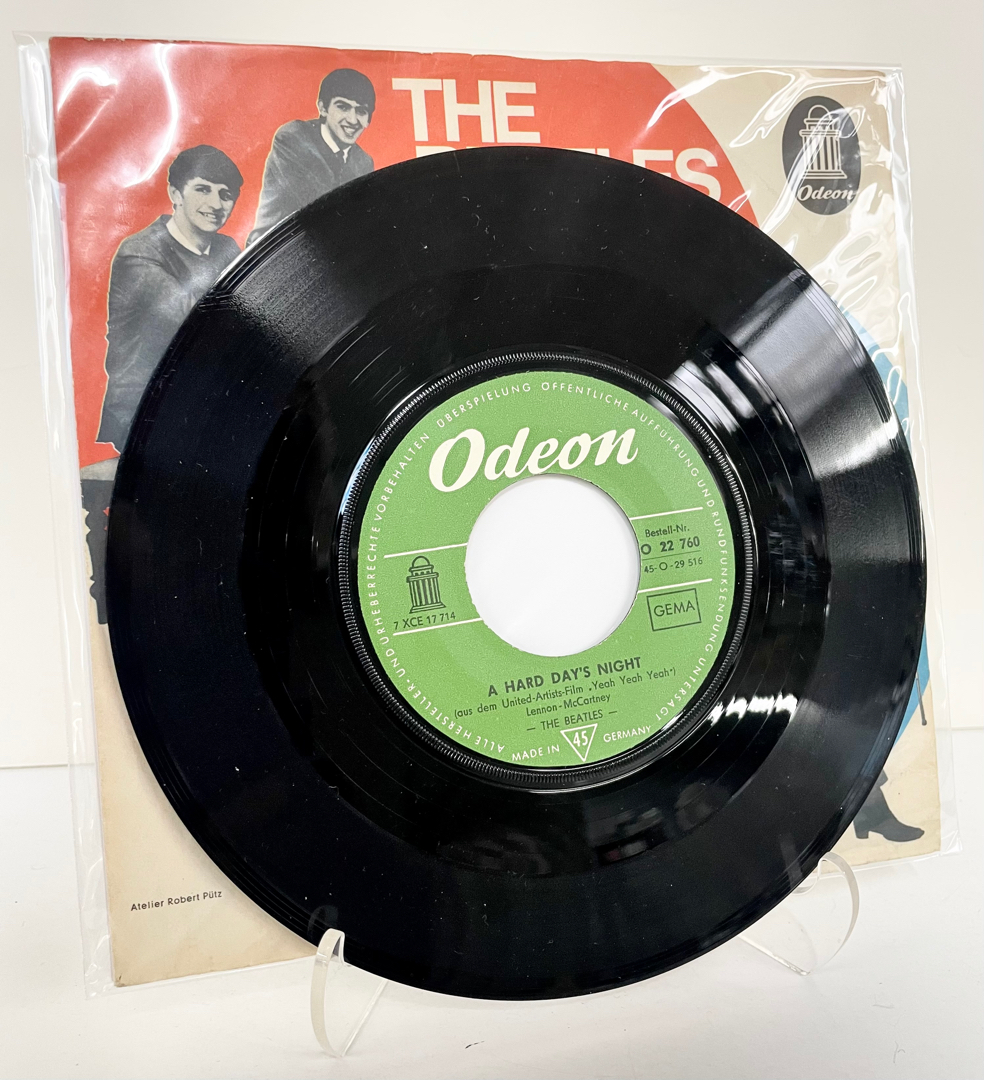 THE
BEATLES
Odeon
ALLE HERSTELLER- UND URHEBERRECHTE VORBEHALTEN ÜBERSPIELUNG ÖFFENTLICHE AUFFÜHRUNG UND RUNDFUNKSENDUNG UNTERSAGT
Odeon
Bestell-Nr.
O 22 760
45-O-29 516
GEMA
7 XCE 17 714
A HARD DAY'S NIGHT
(aus dem United-Artists-Film „Yeah Yeah Yeah“)
Lennon-McCartney
— THE BEATLES —
MADE IN 45 GERMANY
Atelier Robert Pütz